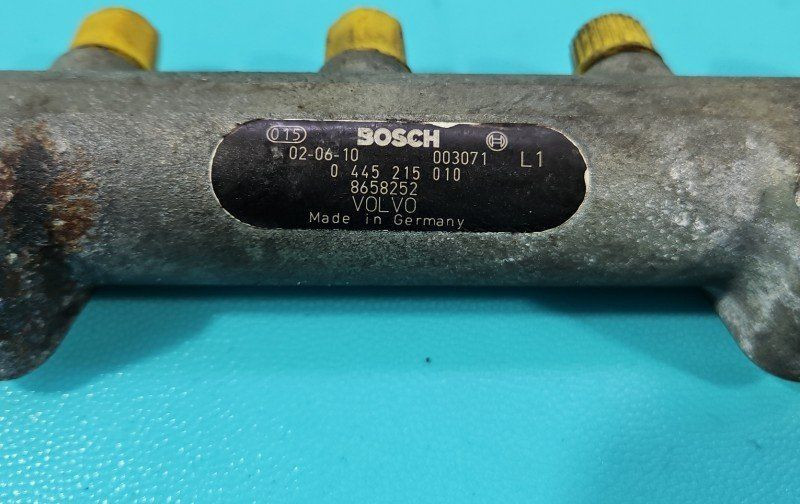 015 BOSCH
02-06-10 003071 L1
0 445 215 010
8658252
VOLVO
Made in Germany